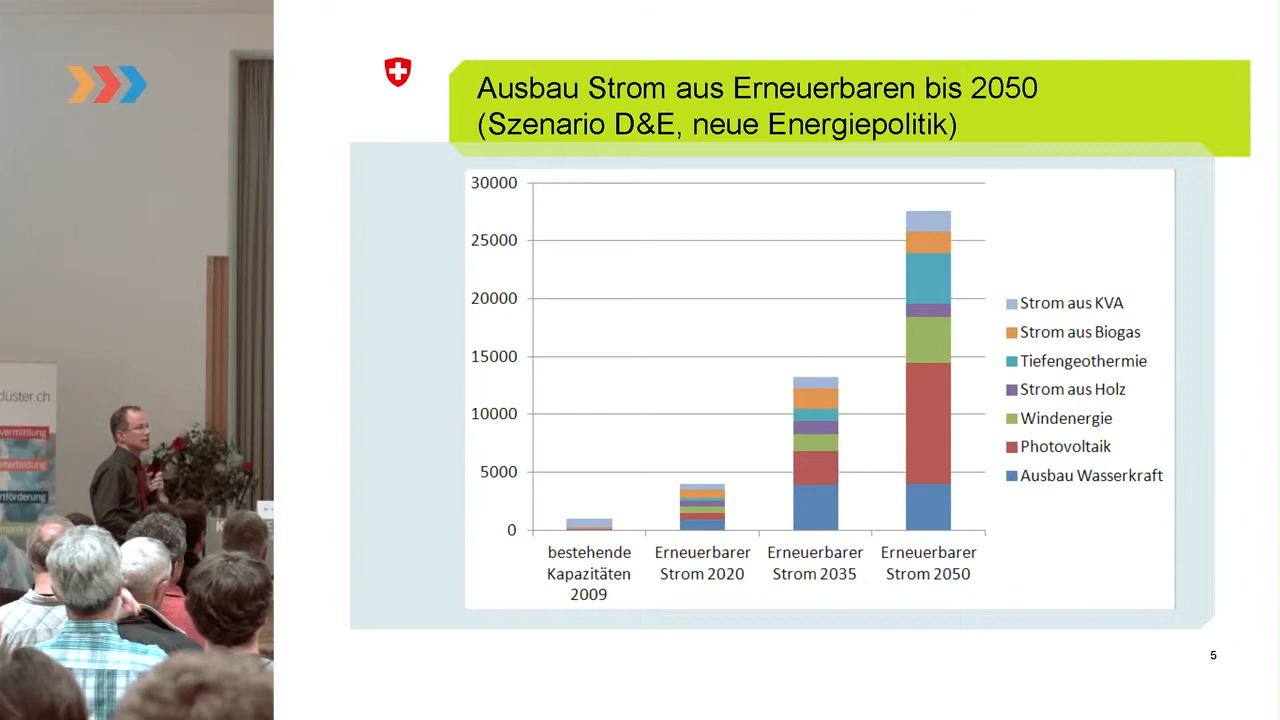 Ausbau Strom aus Erneuerbaren bis 2050
(Szenario D&E, neue Energiepolitik)
30000
25000
20000
15000
10000
5000
0
bestehende
Kapazitäten
2009
Erneuerbarer
Strom 2020
Erneuerbarer
Strom 2035
Erneuerbarer
Strom 2050
Strom aus KVA
Strom aus Biogas
Tiefengeothermie
Strom aus Holz
Windenergie
Photovoltaik
Ausbau Wasserkraft
5
cluster.ch
vermittlung
iterbildung
rtförderung